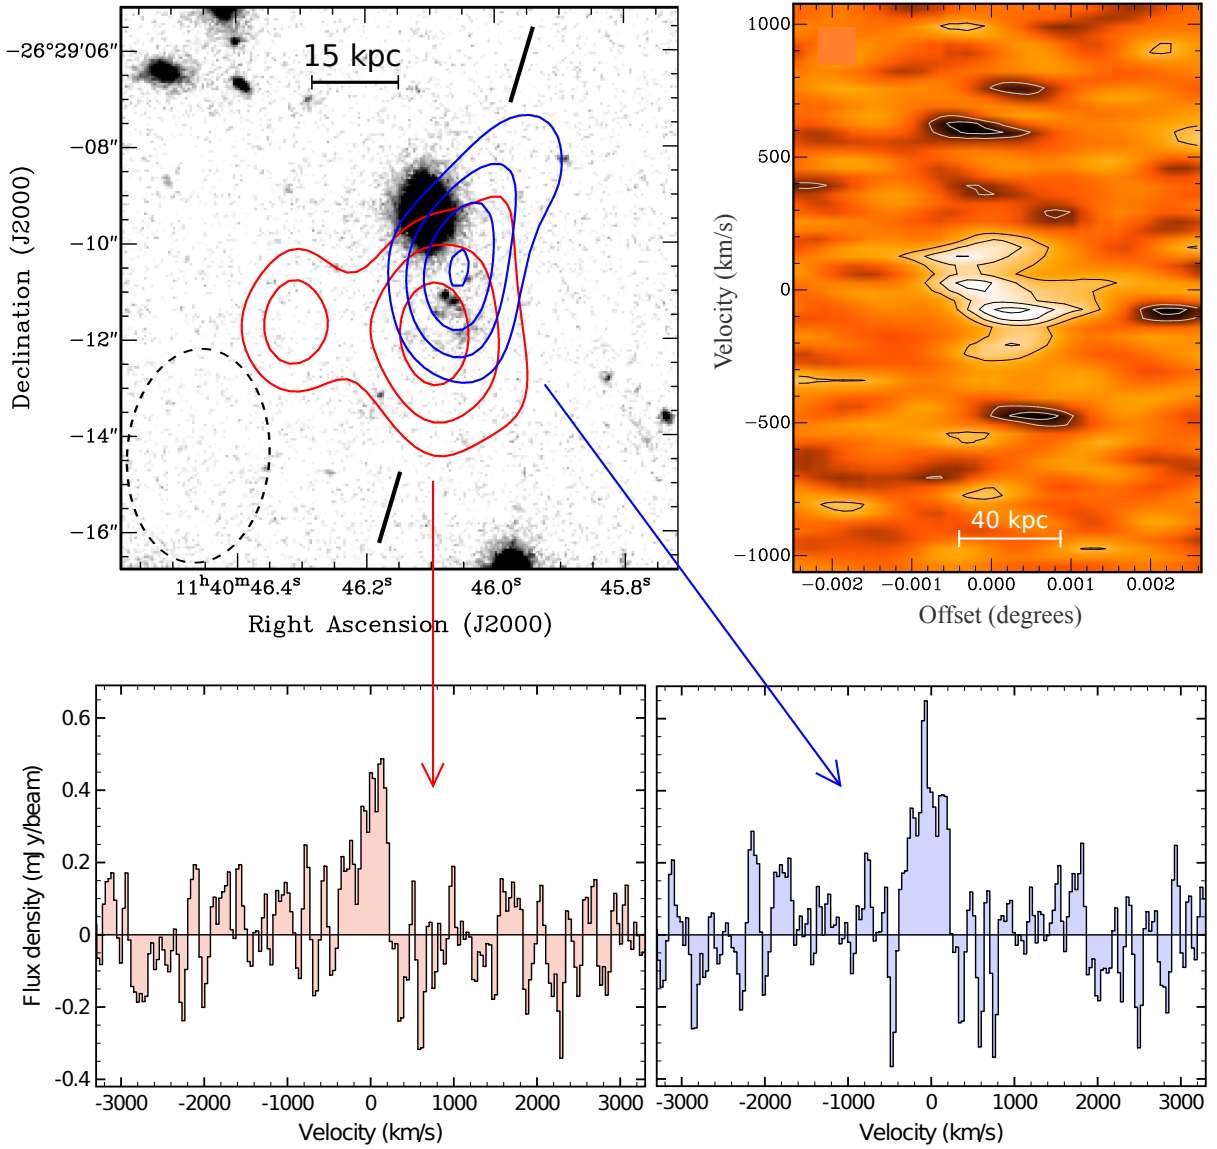 15 kpc
−26°29′06″
−08″
−10″
−12″
−14″
−16″
Declination (J2000)
11ʰ40ᵐ46.4ˢ
46.2ˢ
46.0ˢ
45.8ˢ
Right Ascension (J2000)
1000
500
0
−500
−1000
Velocity (km/s)
40 kpc
−0.002
−0.001
0.000
0.001
0.002
Offset (degrees)
0.6
0.4
0.2
0
-0.2
-0.4
Flux density (mJy/beam)
-3000
-2000
-1000
0
1000
2000
3000
Velocity (km/s)
-3000
-2000
-1000
0
1000
2000
3000
Velocity (km/s)